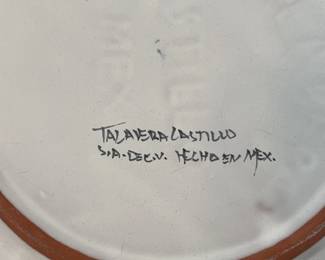 TALAVERA CASTILLO
S.A. DE C.V. HECHO EN MEX.